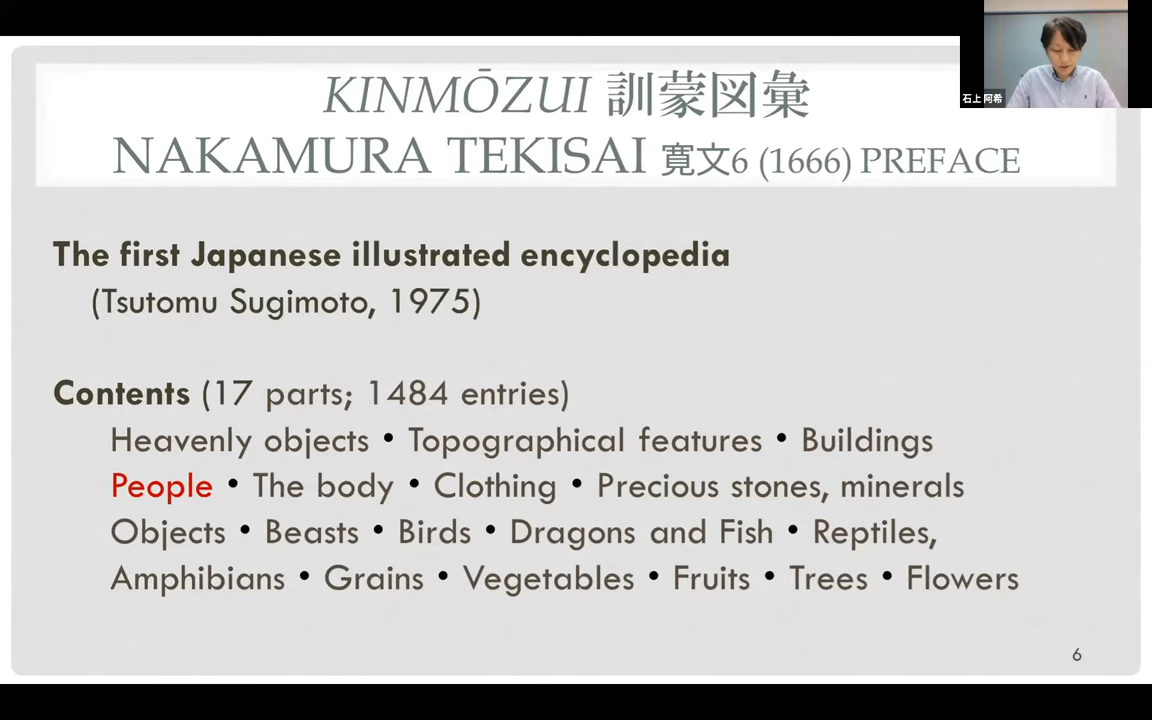 KINMŌZUI 訓蒙図彙
NAKAMURA TEKISAI 寛文6 (1666) PREFACE
石上 阿希
The first Japanese illustrated encyclopedia
(Tsutomu Sugimoto, 1975)
Contents (17 parts; 1484 entries)
Heavenly objects • Topographical features • Buildings
People • The body • Clothing • Precious stones, minerals
Objects • Beasts • Birds • Dragons and Fish • Reptiles,
Amphibians • Grains • Vegetables • Fruits • Trees • Flowers
6